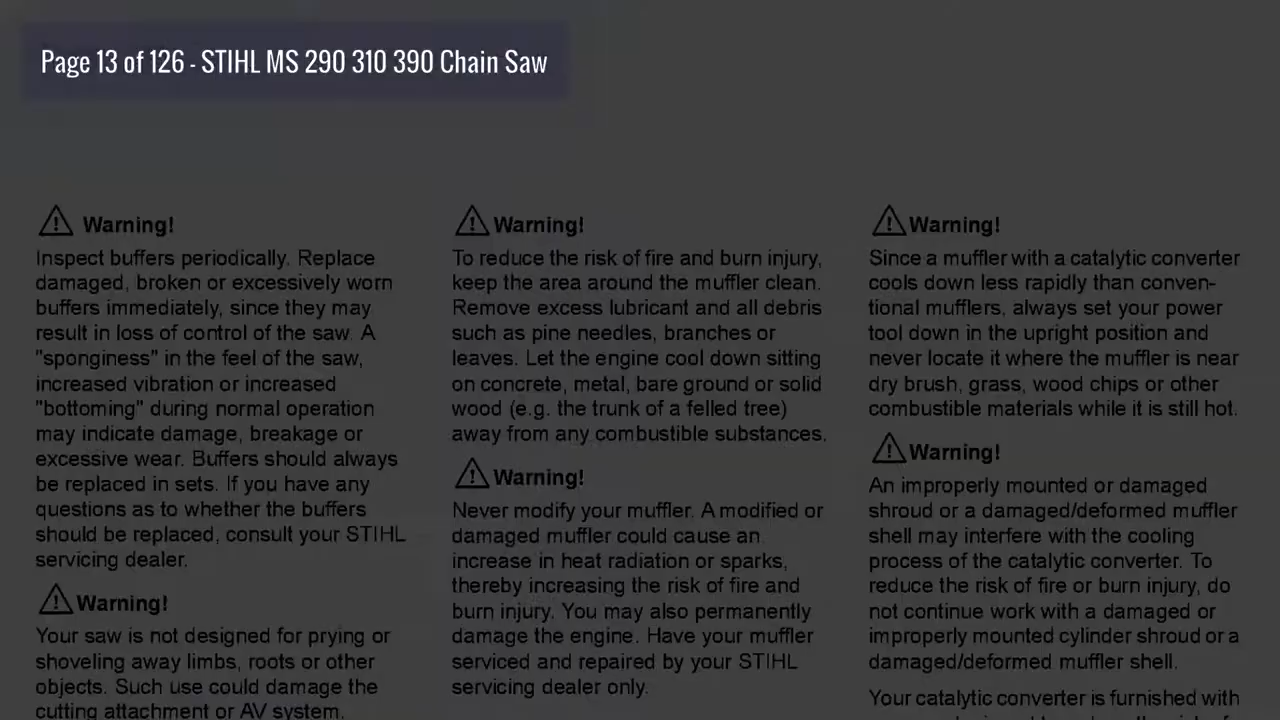 Page 13 of 126 - STIHL MS 290 310 390 Chain Saw
Warning!
Inspect buffers periodically. Replace
damaged, broken or excessively worn
buffers immediately, since they may
result in loss of control of the saw. A
"sponginess" in the feel of the saw,
increased vibration or increased
"bottoming" during normal operation
may indicate damage, breakage or
excessive wear. Buffers should always
be replaced in sets. If you have any
questions as to whether the buffers
should be replaced, consult your STIHL
servicing dealer.
Warning!
Your saw is not designed for prying or
shoveling away limbs, roots or other
objects. Such use could damage the
cutting attachment or AV system.
Warning!
To reduce the risk of fire and burn injury,
keep the area around the muffler clean.
Remove excess lubricant and all debris
such as pine needles, branches or
leaves. Let the engine cool down sitting
on concrete, metal, bare ground or solid
wood (e.g. the trunk of a felled tree)
away from any combustible substances.
Warning!
Never modify your muffler. A modified or
damaged muffler could cause an
increase in heat radiation or sparks,
thereby increasing the risk of fire and
burn injury. You may also permanently
damage the engine. Have your muffler
serviced and repaired by your STIHL
servicing dealer only.
Warning!
Since a muffler with a catalytic converter
cools down less rapidly than conven-
tional mufflers, always set your power
tool down in the upright position and
never locate it where the muffler is near
dry brush, grass, wood chips or other
combustible materials while it is still hot.
Warning!
An improperly mounted or damaged
shroud or a damaged/deformed muffler
shell may interfere with the cooling
process of the catalytic converter. To
reduce the risk of fire or burn injury, do
not continue work with a damaged or
improperly mounted cylinder shroud or a
damaged/deformed muffler shell.
Your catalytic converter is furnished with